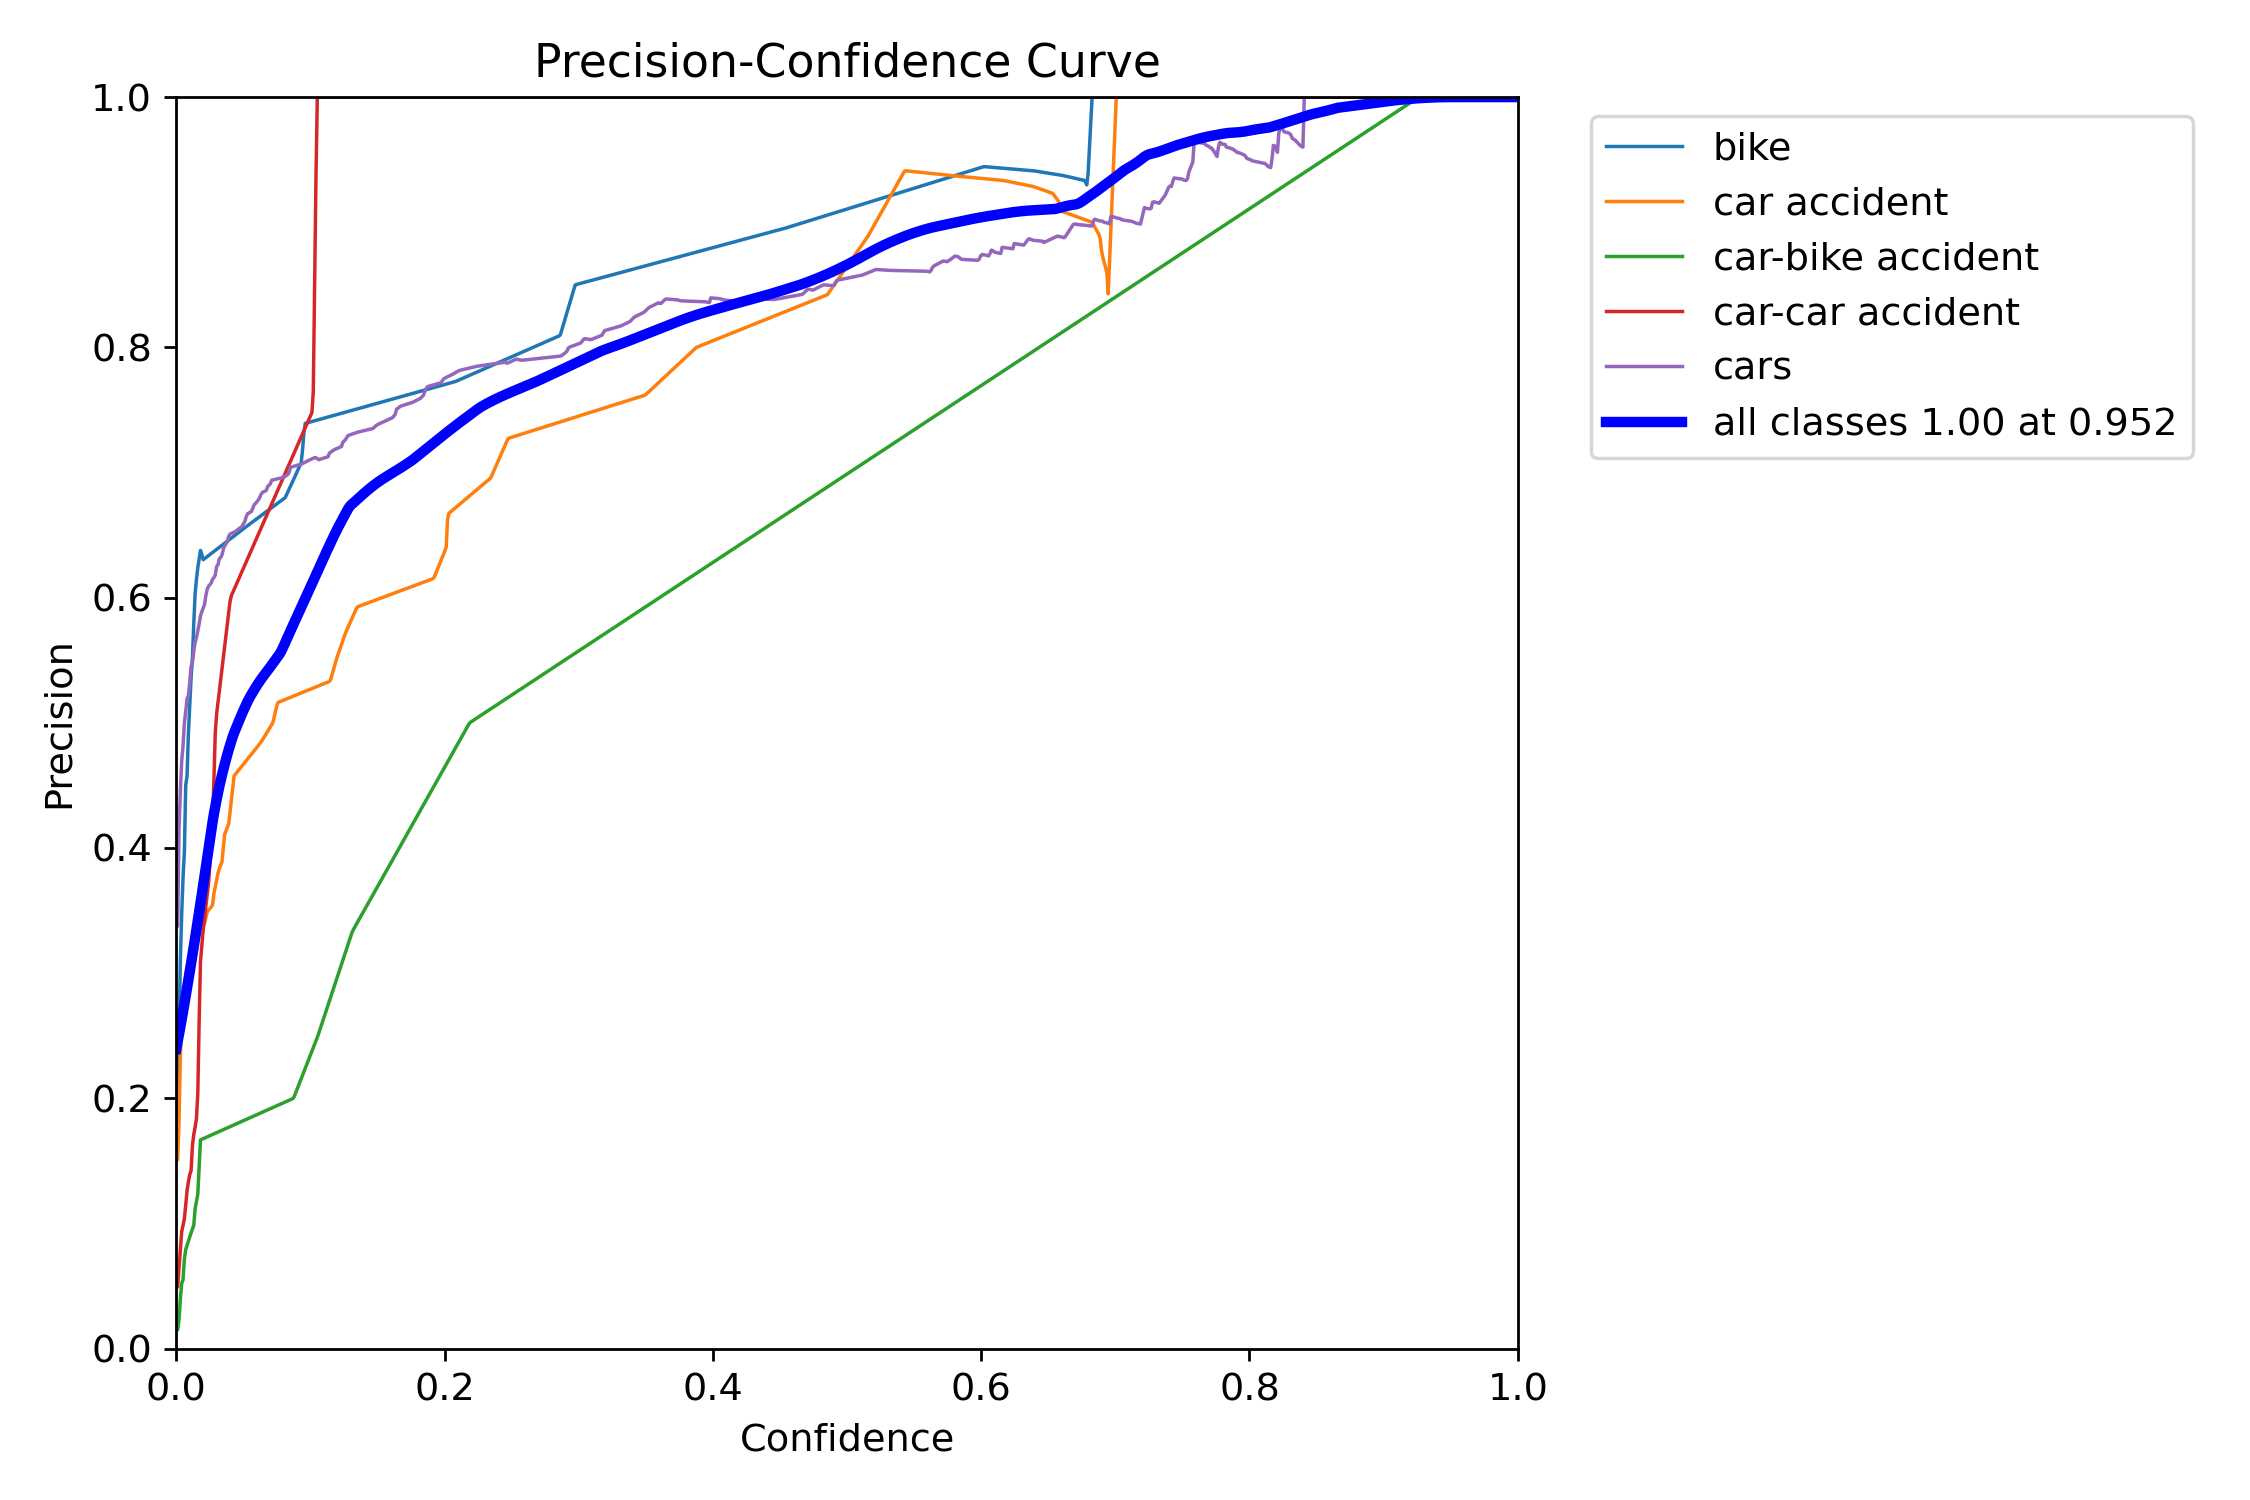 Precision-Confidence Curve
1.0
0.8
0.6
0.4
0.2
0.0
Precision
0.0 0.2 0.4 0.6 0.8 1.0
Confidence
bike
car accident
car-bike accident
car-car accident
cars
all classes 1.00 at 0.952